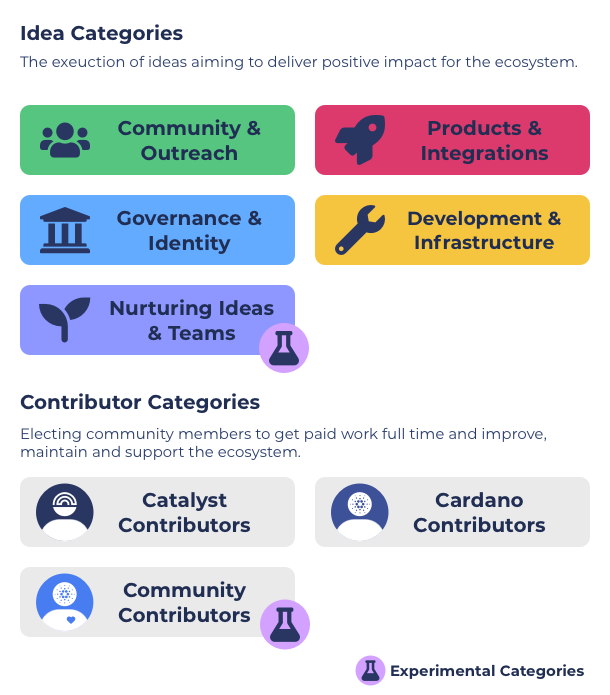 Idea Categories
The exeuction of ideas aiming to deliver positive impact for the ecosystem.
Community &
Outreach
Products &
Integrations
Governance &
Identity
Development &
Infrastructure
Nurturing Ideas
& Teams
Contributor Categories
Electing community members to get paid work full time and improve,
maintain and support the ecosystem.
Catalyst
Contributors
Cardano
Contributors
Community
Contributors
Experimental Categories